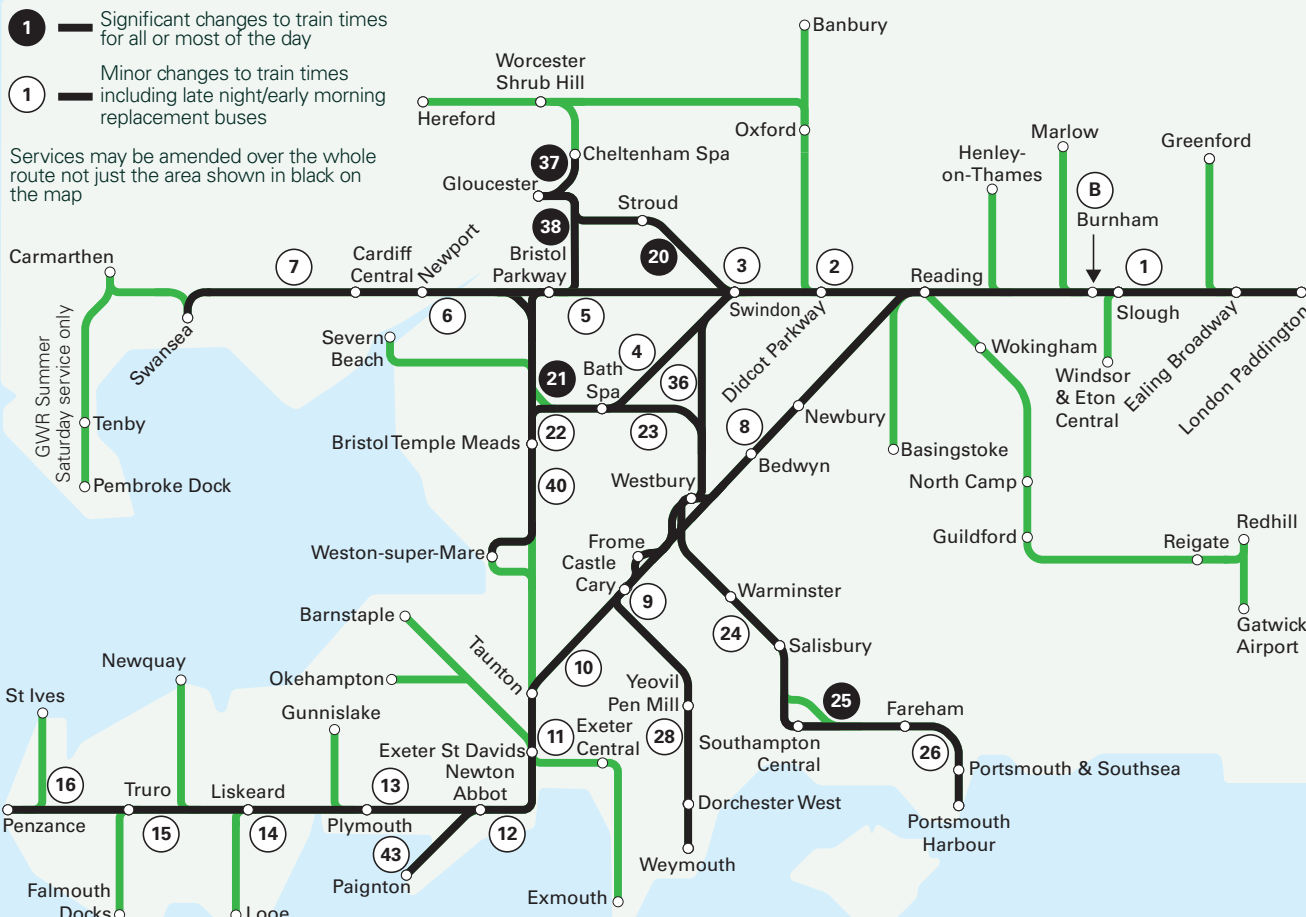 1
Significant changes to train times
for all or most of the day
1
Minor changes to train times
including late night/early morning
replacement buses
Services may be amended over the whole
route not just the area shown in black on
the map
Banbury
Worcester
Shrub Hill
Hereford
Oxford
Cheltenham Spa
37
Gloucester
38
Stroud
20
Marlow
Henley-
on-Thames
Greenford
B
Burnham
Carmarthen
7
Cardiff
Central
Newport
Bristol
Parkway
3
2
Reading
1
6
5
Swindon
Slough
GWR Summer
Saturday service only
Swansea
Severn
Beach
4
Didcot Parkway
Wokingham
Windsor
& Eton
Central
Ealing Broadway
London Paddington
21
Bath
Spa
36
Tenby
Newbury
Bristol Temple Meads
22
23
8
Basingstoke
Bedwyn
Pembroke Dock
40
Westbury
North Camp
Weston-super-Mare
Frome
Castle
Cary
Guildford
Reigate
Redhill
9
Warminster
Gatwick
Airport
Barnstaple
24
Salisbury
Taunton
10
Newquay
Okehampton
Yeovil
Pen Mill
25
St Ives
Gunnislake
Fareham
Exeter St Davids
11
Exeter
Central
28
Southampton
Central
26
Newton
Abbot
Portsmouth & Southsea
16
Truro
Liskeard
13
Dorchester West
Penzance
15
14
Plymouth
12
Portsmouth
Harbour
43
Paignton
Weymouth
Falmouth
Docks
Looe
Exmouth